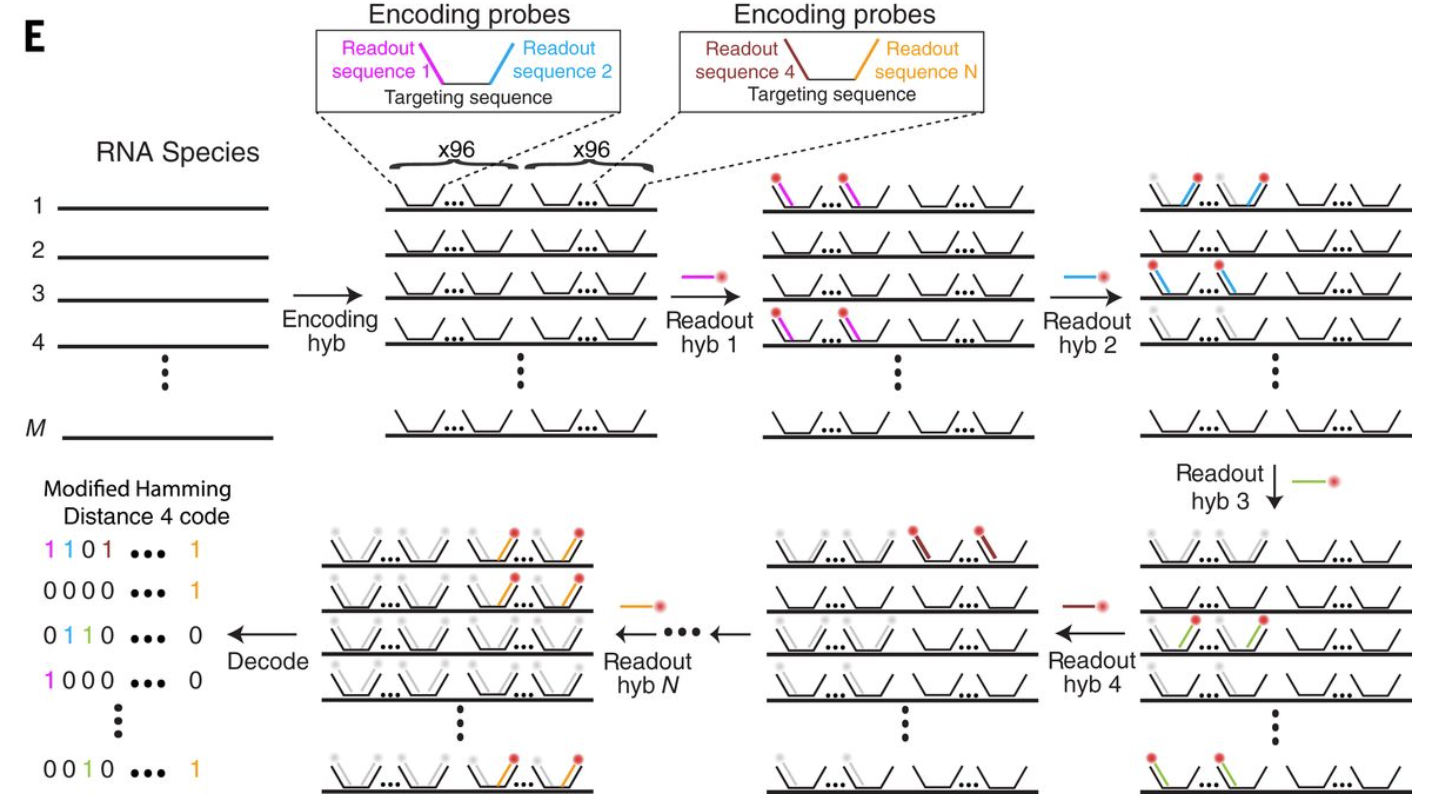 E
Encoding probes
Readout sequence 1
Readout sequence 2
Targeting sequence
Encoding probes
Readout sequence 4
Readout sequence N
Targeting sequence
RNA Species
x96
x96
1
2
3
4
M
Encoding
hyb
Readout
hyb 1
Readout
hyb 2
Readout
hyb 3
Readout
hyb 4
Readout
hyb N
Decode
Modified Hamming
Distance 4 code
1 1 0 1 ••• 1
0 0 0 0 ••• 1
0 1 1 0 ••• 0
1 0 0 0 ••• 0
0 0 1 0 ••• 1